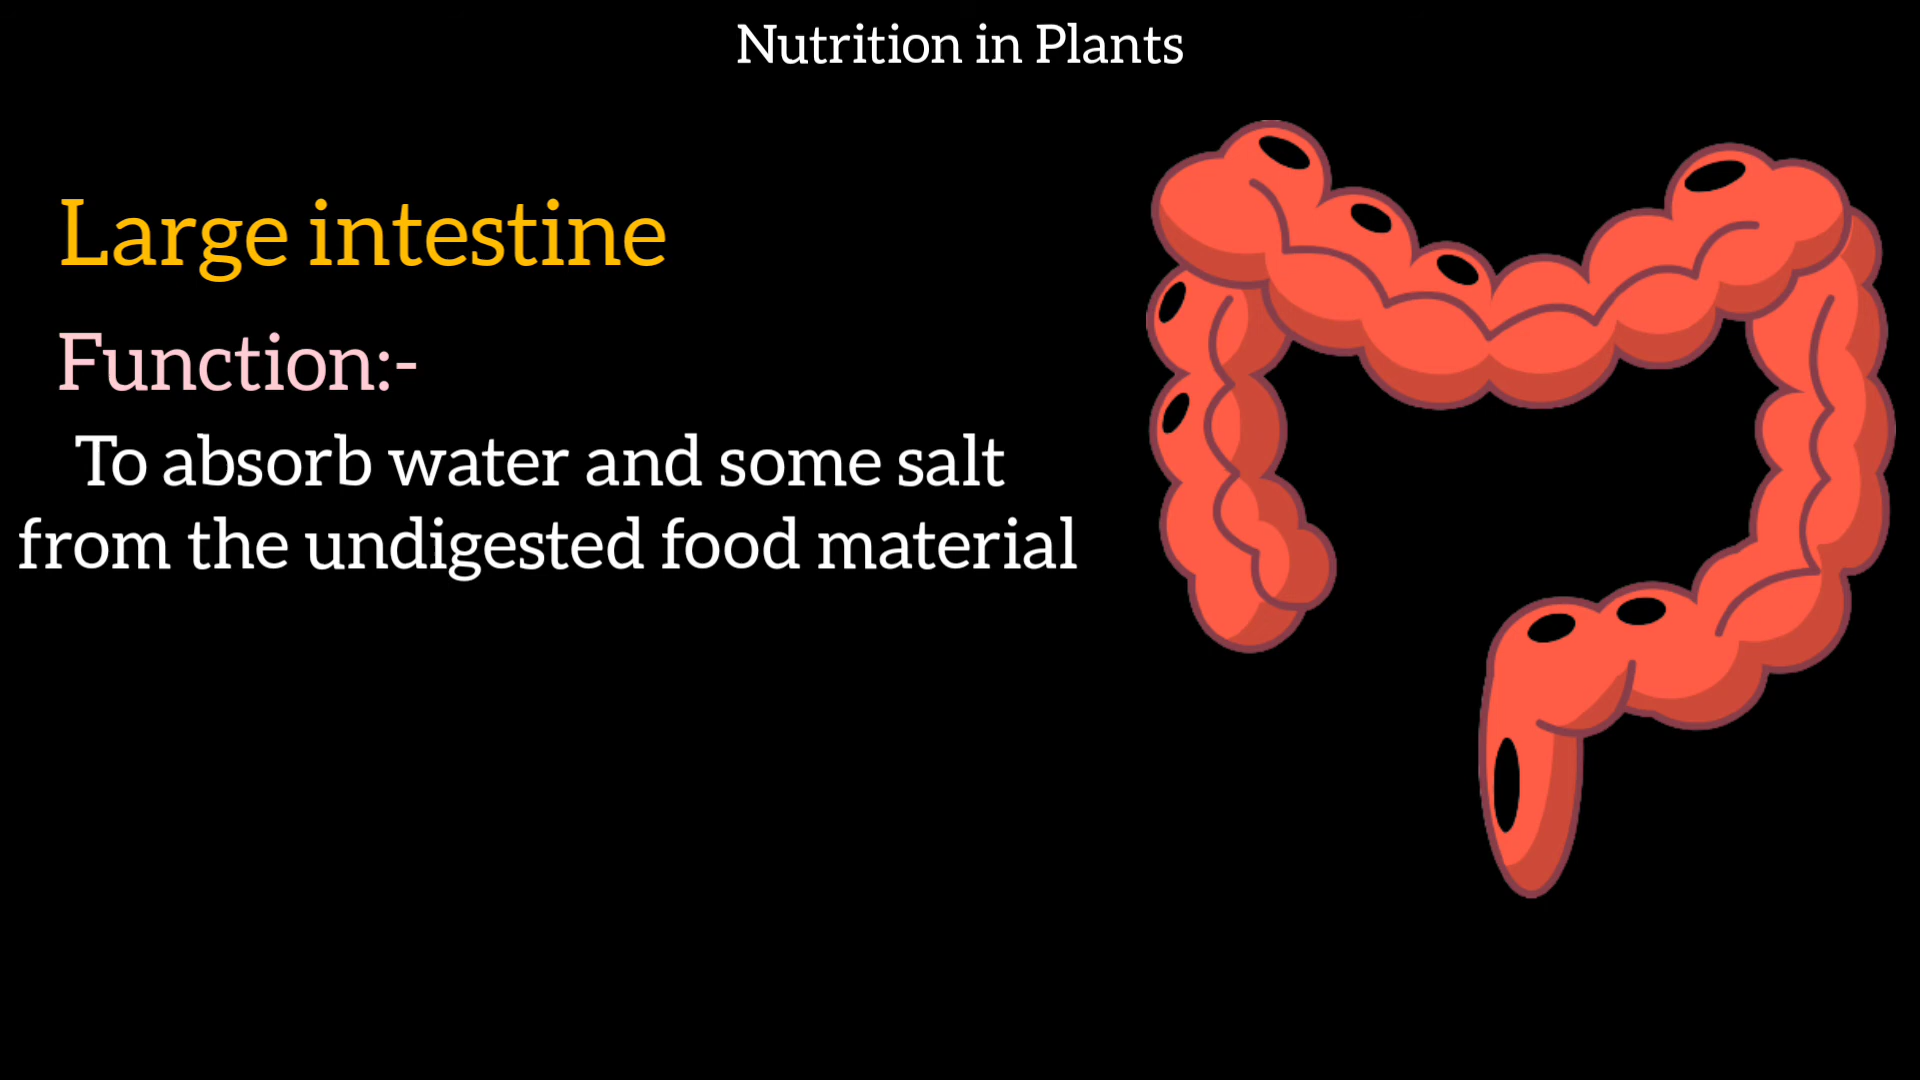 Nutrition in Plants
Large intestine
Function:-
To absorb water and some salt
from the undigested food material